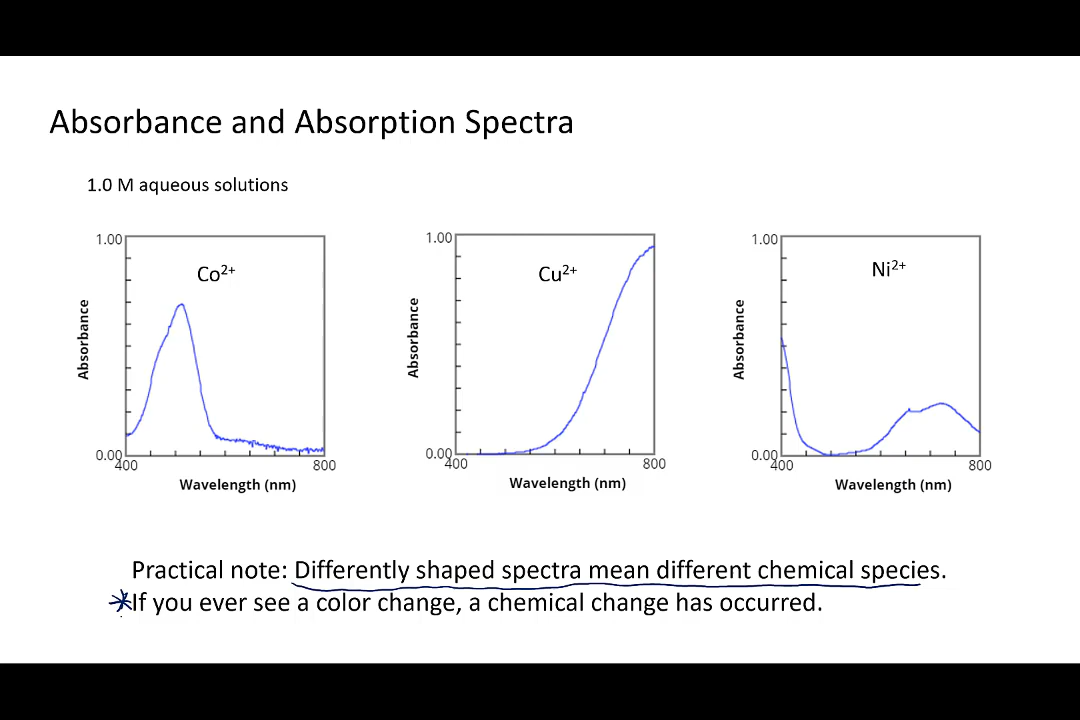 Absorbance and Absorption Spectra
1.0 M aqueous solutions
1.00
Co²⁺
Absorbance
0.00
400
800
Wavelength (nm)
1.00
Cu²⁺
Absorbance
0.00
400
800
Wavelength (nm)
1.00
Ni²⁺
Absorbance
0.00
400
800
Wavelength (nm)
Practical note: Differently shaped spectra mean different chemical species.
*If you ever see a color change, a chemical change has occurred.